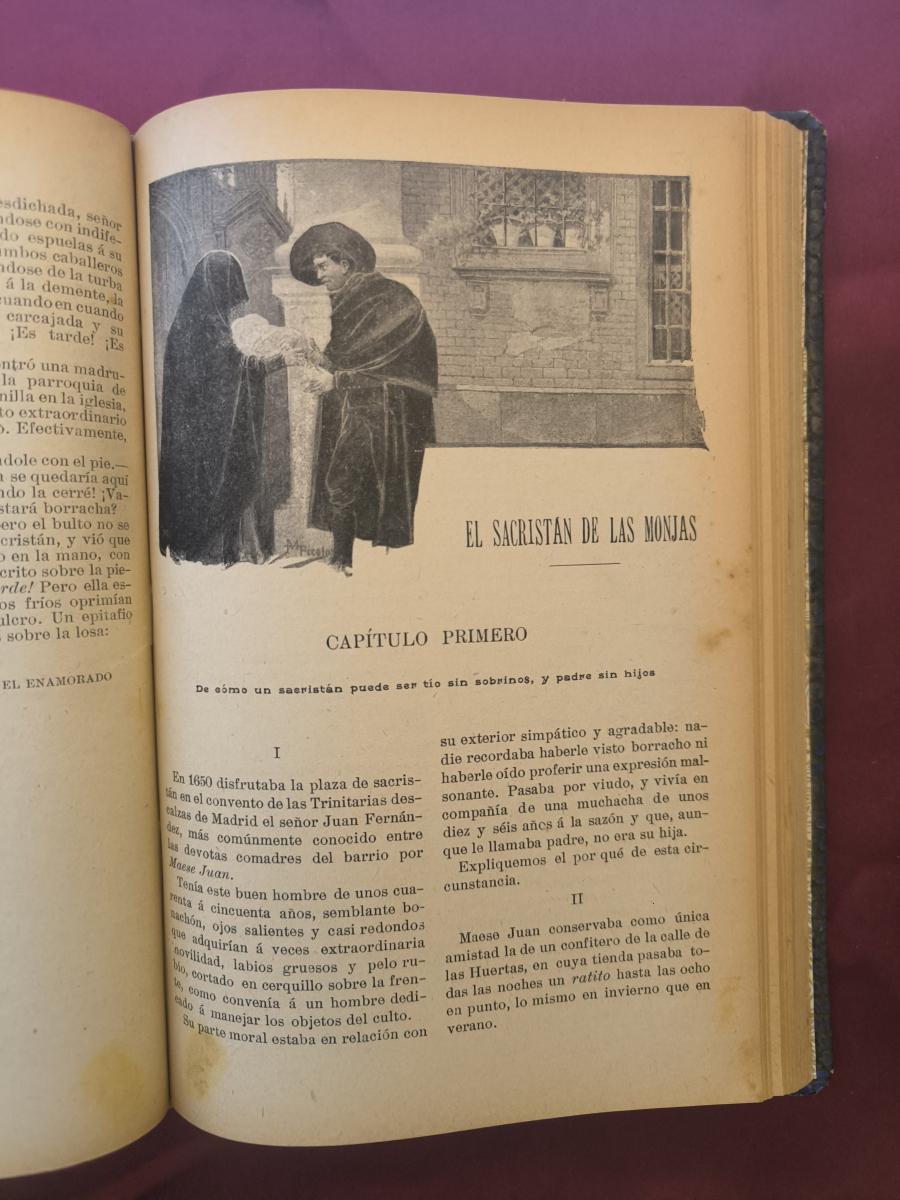 esdichada, señor
ndose con indife-
do espuelas á su
ambos caballeros
ndose de la turba
á la demente, la
cuando en cuando
carcajada y su
¡Es tarde! ¡Es
ntró una madru-
la parroquia de
nilla en la iglesia,
to extraordinario
o. Efectivamente,
dole con el pie.—
a se quedaría aquí
ndo la cerré! ¡Va-
stará borracha?
ero el bulto no se
cristán, y vió que
o en la mano, con
crito sobre la pie-
rde! Pero ella es-
os fríos oprimían
ulcro. Un epitafio
sobre la losa:
EL ENAMORADO
EL SACRISTÁN DE LAS MONJAS
CAPÍTULO PRIMERO
De cómo un sacristán puede ser tío sin sobrinos, y padre sin hijos
I
En 1650 disfrutaba la plaza de sacris-
tán en el convento de las Trinitarias des-
calzas de Madrid el señor Juan Fernán-
dez, más comúnmente conocido entre
las devotas comadres del barrio por
Maese Juan.
Tenía este buen hombre de unos cua-
renta á cincuenta años, semblante bo-
nachón, ojos salientes y casi redondos
que adquirían á veces extraordinaria
movilidad, labios gruesos y pelo ru-
bio, cortado en cerquillo sobre la fren-
te, como convenía á un hombre dedi-
cado á manejar los objetos del culto.
Su parte moral estaba en relación con
su exterior simpático y agradable: na-
die recordaba haberle visto borracho ni
haberle oído proferir una expresión mal-
sonante. Pasaba por viudo, y vivía en
compañía de una muchacha de unos
diez y séis años á la sazón y que, aun-
que le llamaba padre, no era su hija.
Expliquemos el por qué de esta cir-
cunstancia.
II
Maese Juan conservaba como única
amistad la de un confitero de la calle de
las Huertas, en cuya tienda pasaba to-
das las noches un ratito hasta las ocho
en punto, lo mismo en invierno que en
verano.